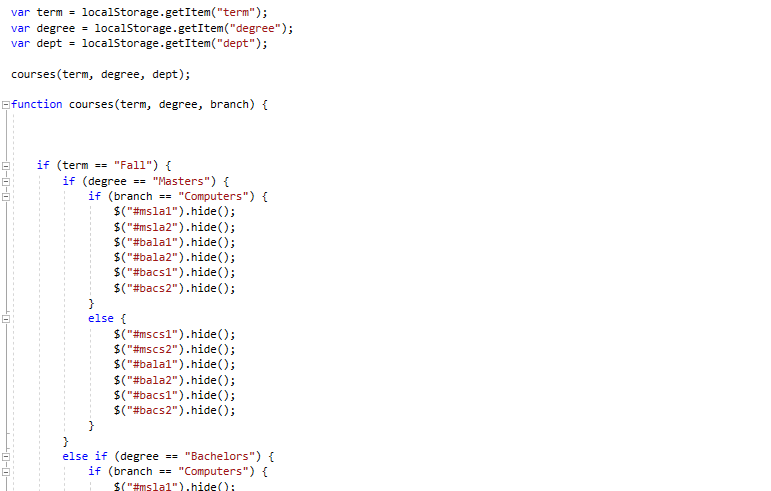 var term = localStorage.getItem("term");
var degree = localStorage.getItem("degree");
var dept = localStorage.getItem("dept");
courses(term, degree, dept);
function courses(term, degree, branch) {
if (term == "Fall") {
if (degree == "Masters") {
if (branch == "Computers") {
$("#msla1").hide();
$("#msla2").hide();
$("#bala1").hide();
$("#bala2").hide();
$("#bacs1").hide();
$("#bacs2").hide();
}
else {
$("#mscs1").hide();
$("#mscs2").hide();
$("#bala1").hide();
$("#bala2").hide();
$("#bacs1").hide();
$("#bacs2").hide();
}
}
else if (degree == "Bachelors") {
if (branch == "Computers") {
$("#msla1").hide();